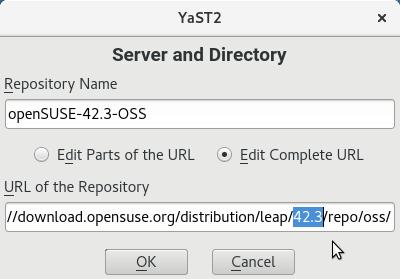 YaST2
Server and Directory
Repository Name
openSUSE-42.3-OSS
Edit Parts of the URL
Edit Complete URL
URL of the Repository
//download.opensuse.org/distribution/leap/42.3/repo/oss/
OK
Cancel